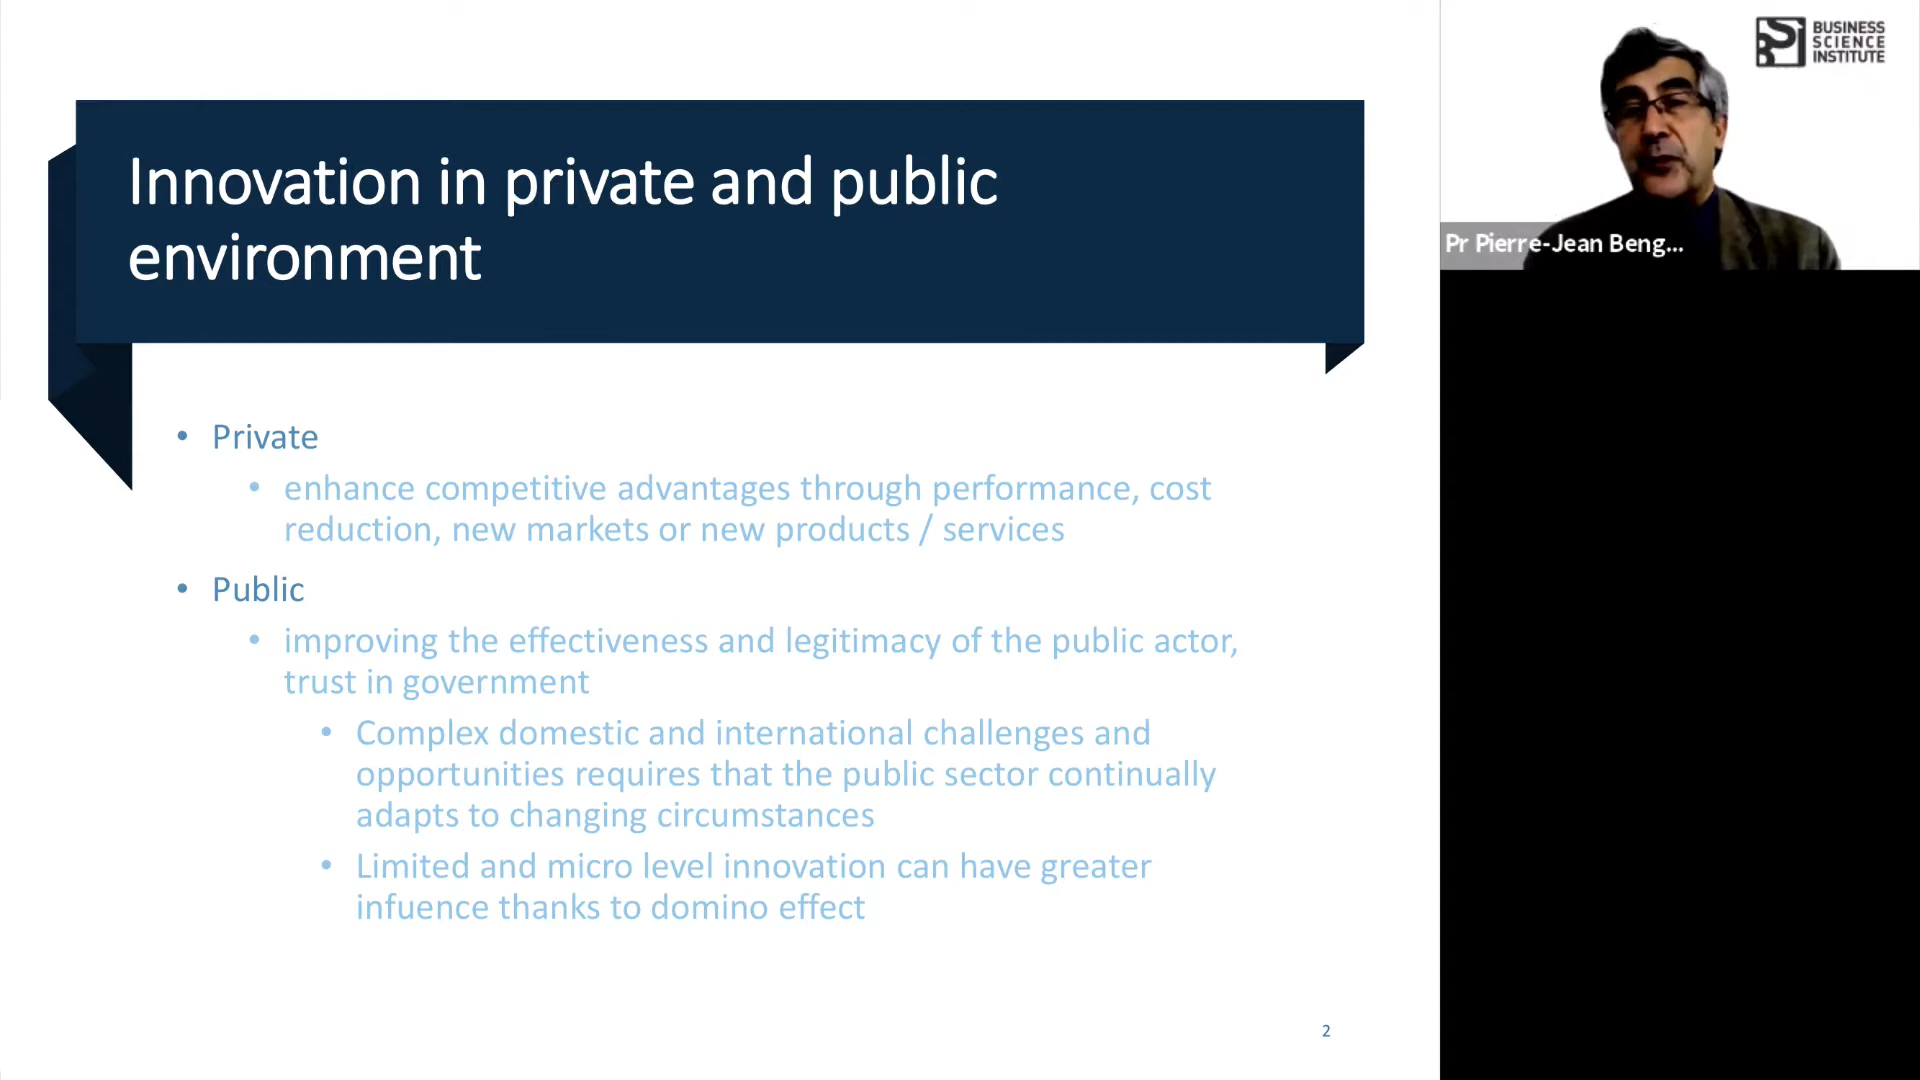 Innovation in private and public
environment
• Private
• enhance competitive advantages through performance, cost
reduction, new markets or new products / services
• Public
• improving the effectiveness and legitimacy of the public actor,
trust in government
• Complex domestic and international challenges and
opportunities requires that the public sector continually
adapts to changing circumstances
• Limited and micro level innovation can have greater
infuence thanks to domino effect
2
BUSINESS
SCIENCE
INSTITUTE
Pr Pierre-Jean Beng...